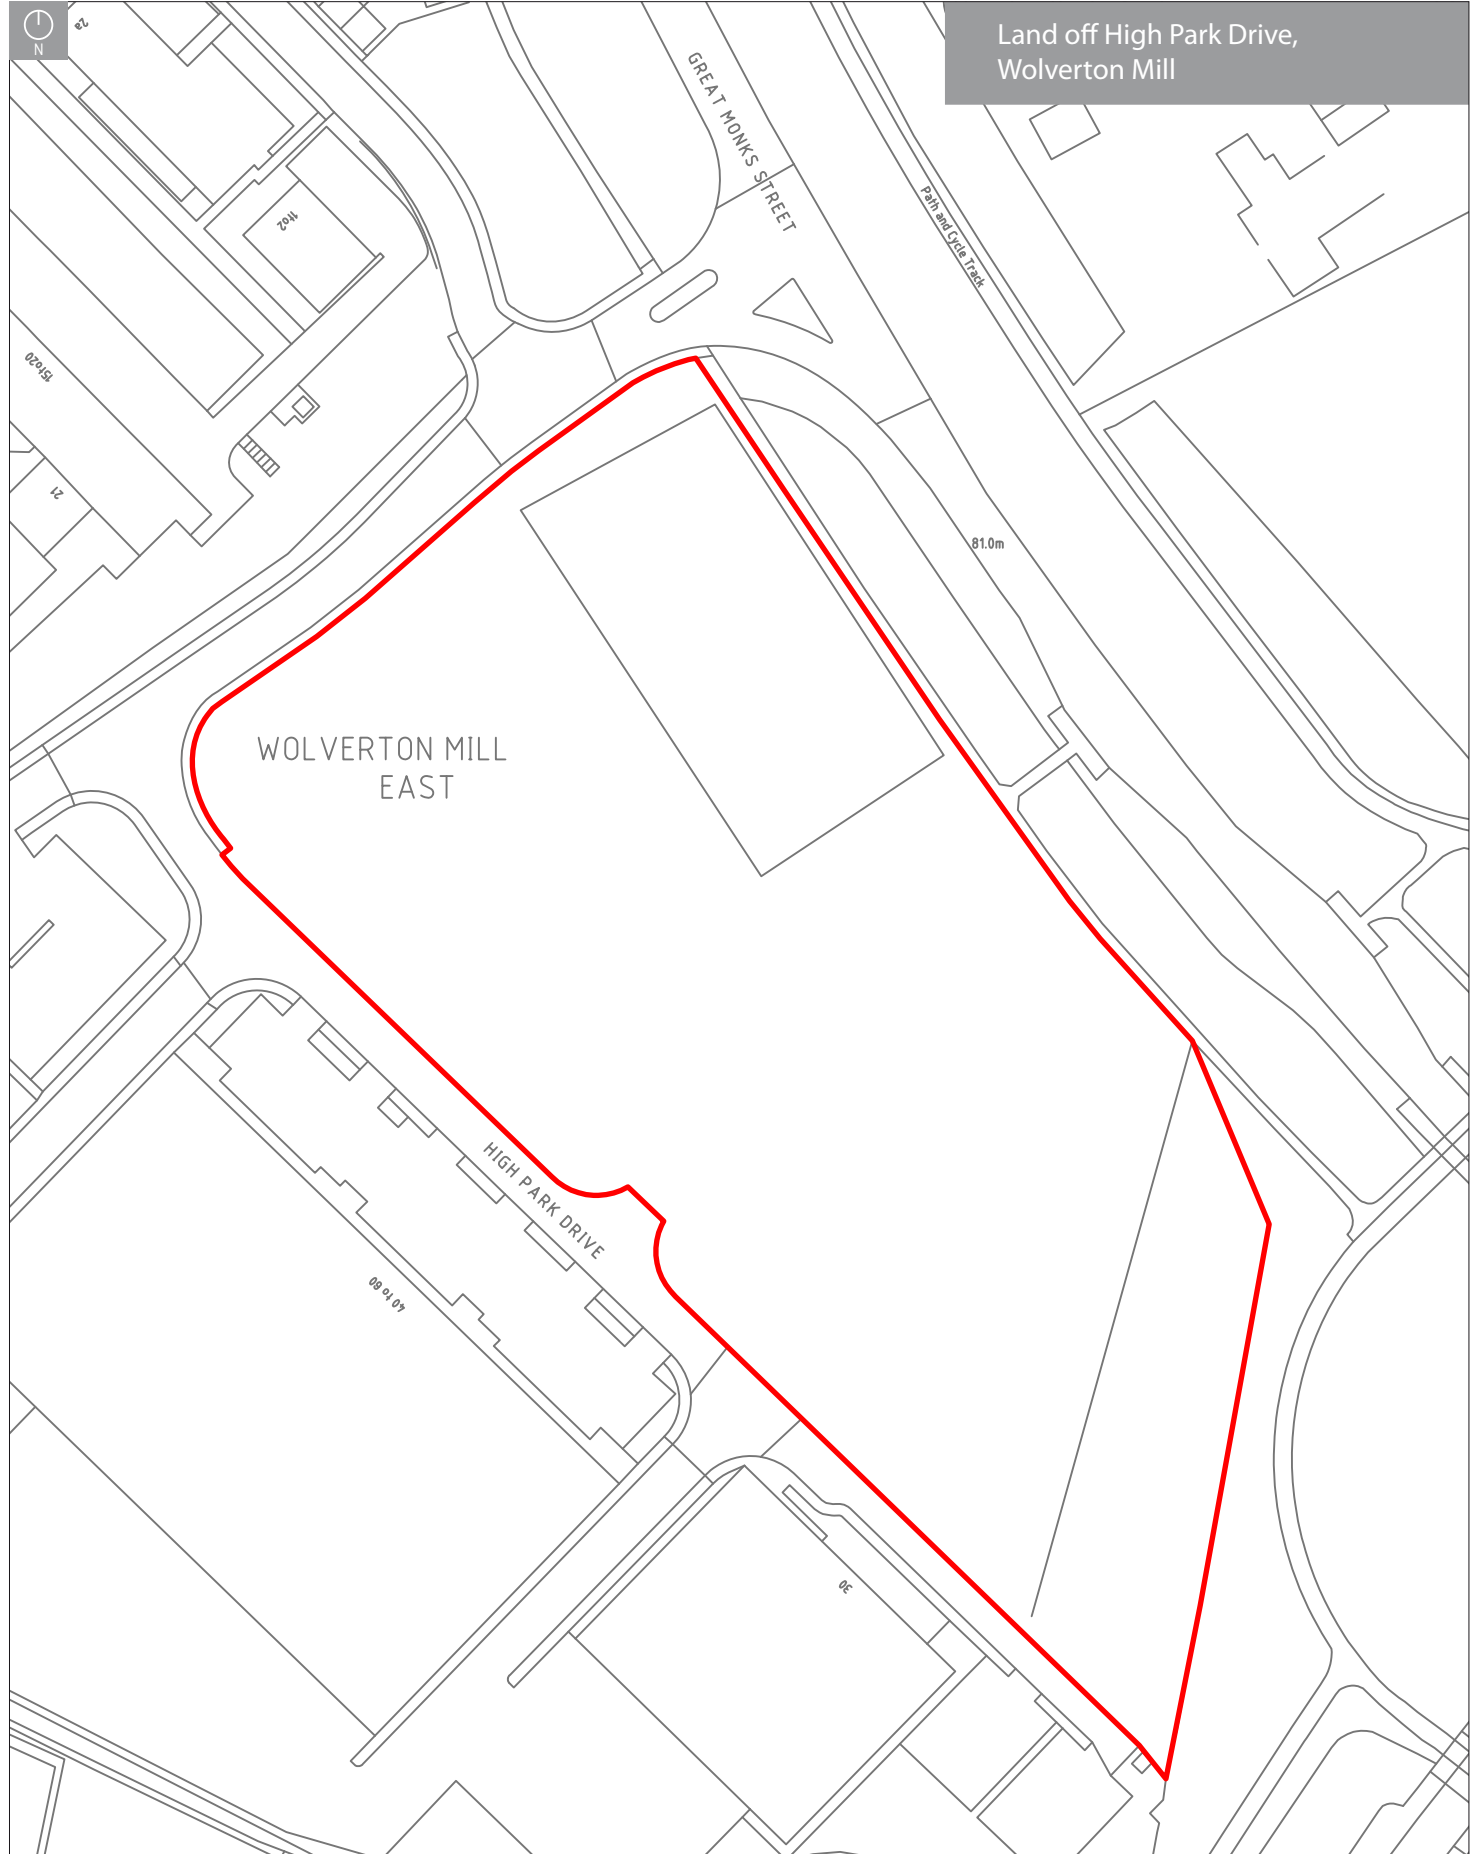 N
2a
Land off High Park Drive,
Wolverton Mill
GREAT MONKS STREET
Path and Cycle Track
1to2
15to20
21
81.0m
WOLVERTON MILL
EAST
HIGH PARK DRIVE
40 to 60
30